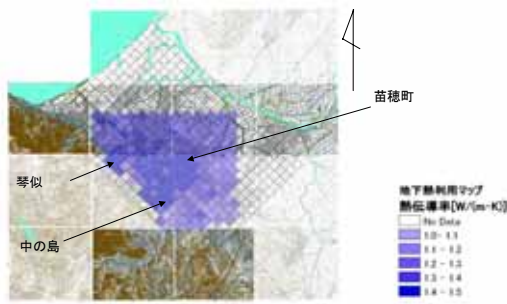 苗穂町
琴似
中の島
地下熱利用マップ
熱伝導率[W/(m·K)]
No Data
1.0 - 1.1
1.1 - 1.2
1.2 - 1.3
1.3 - 1.4
1.4 - 1.5